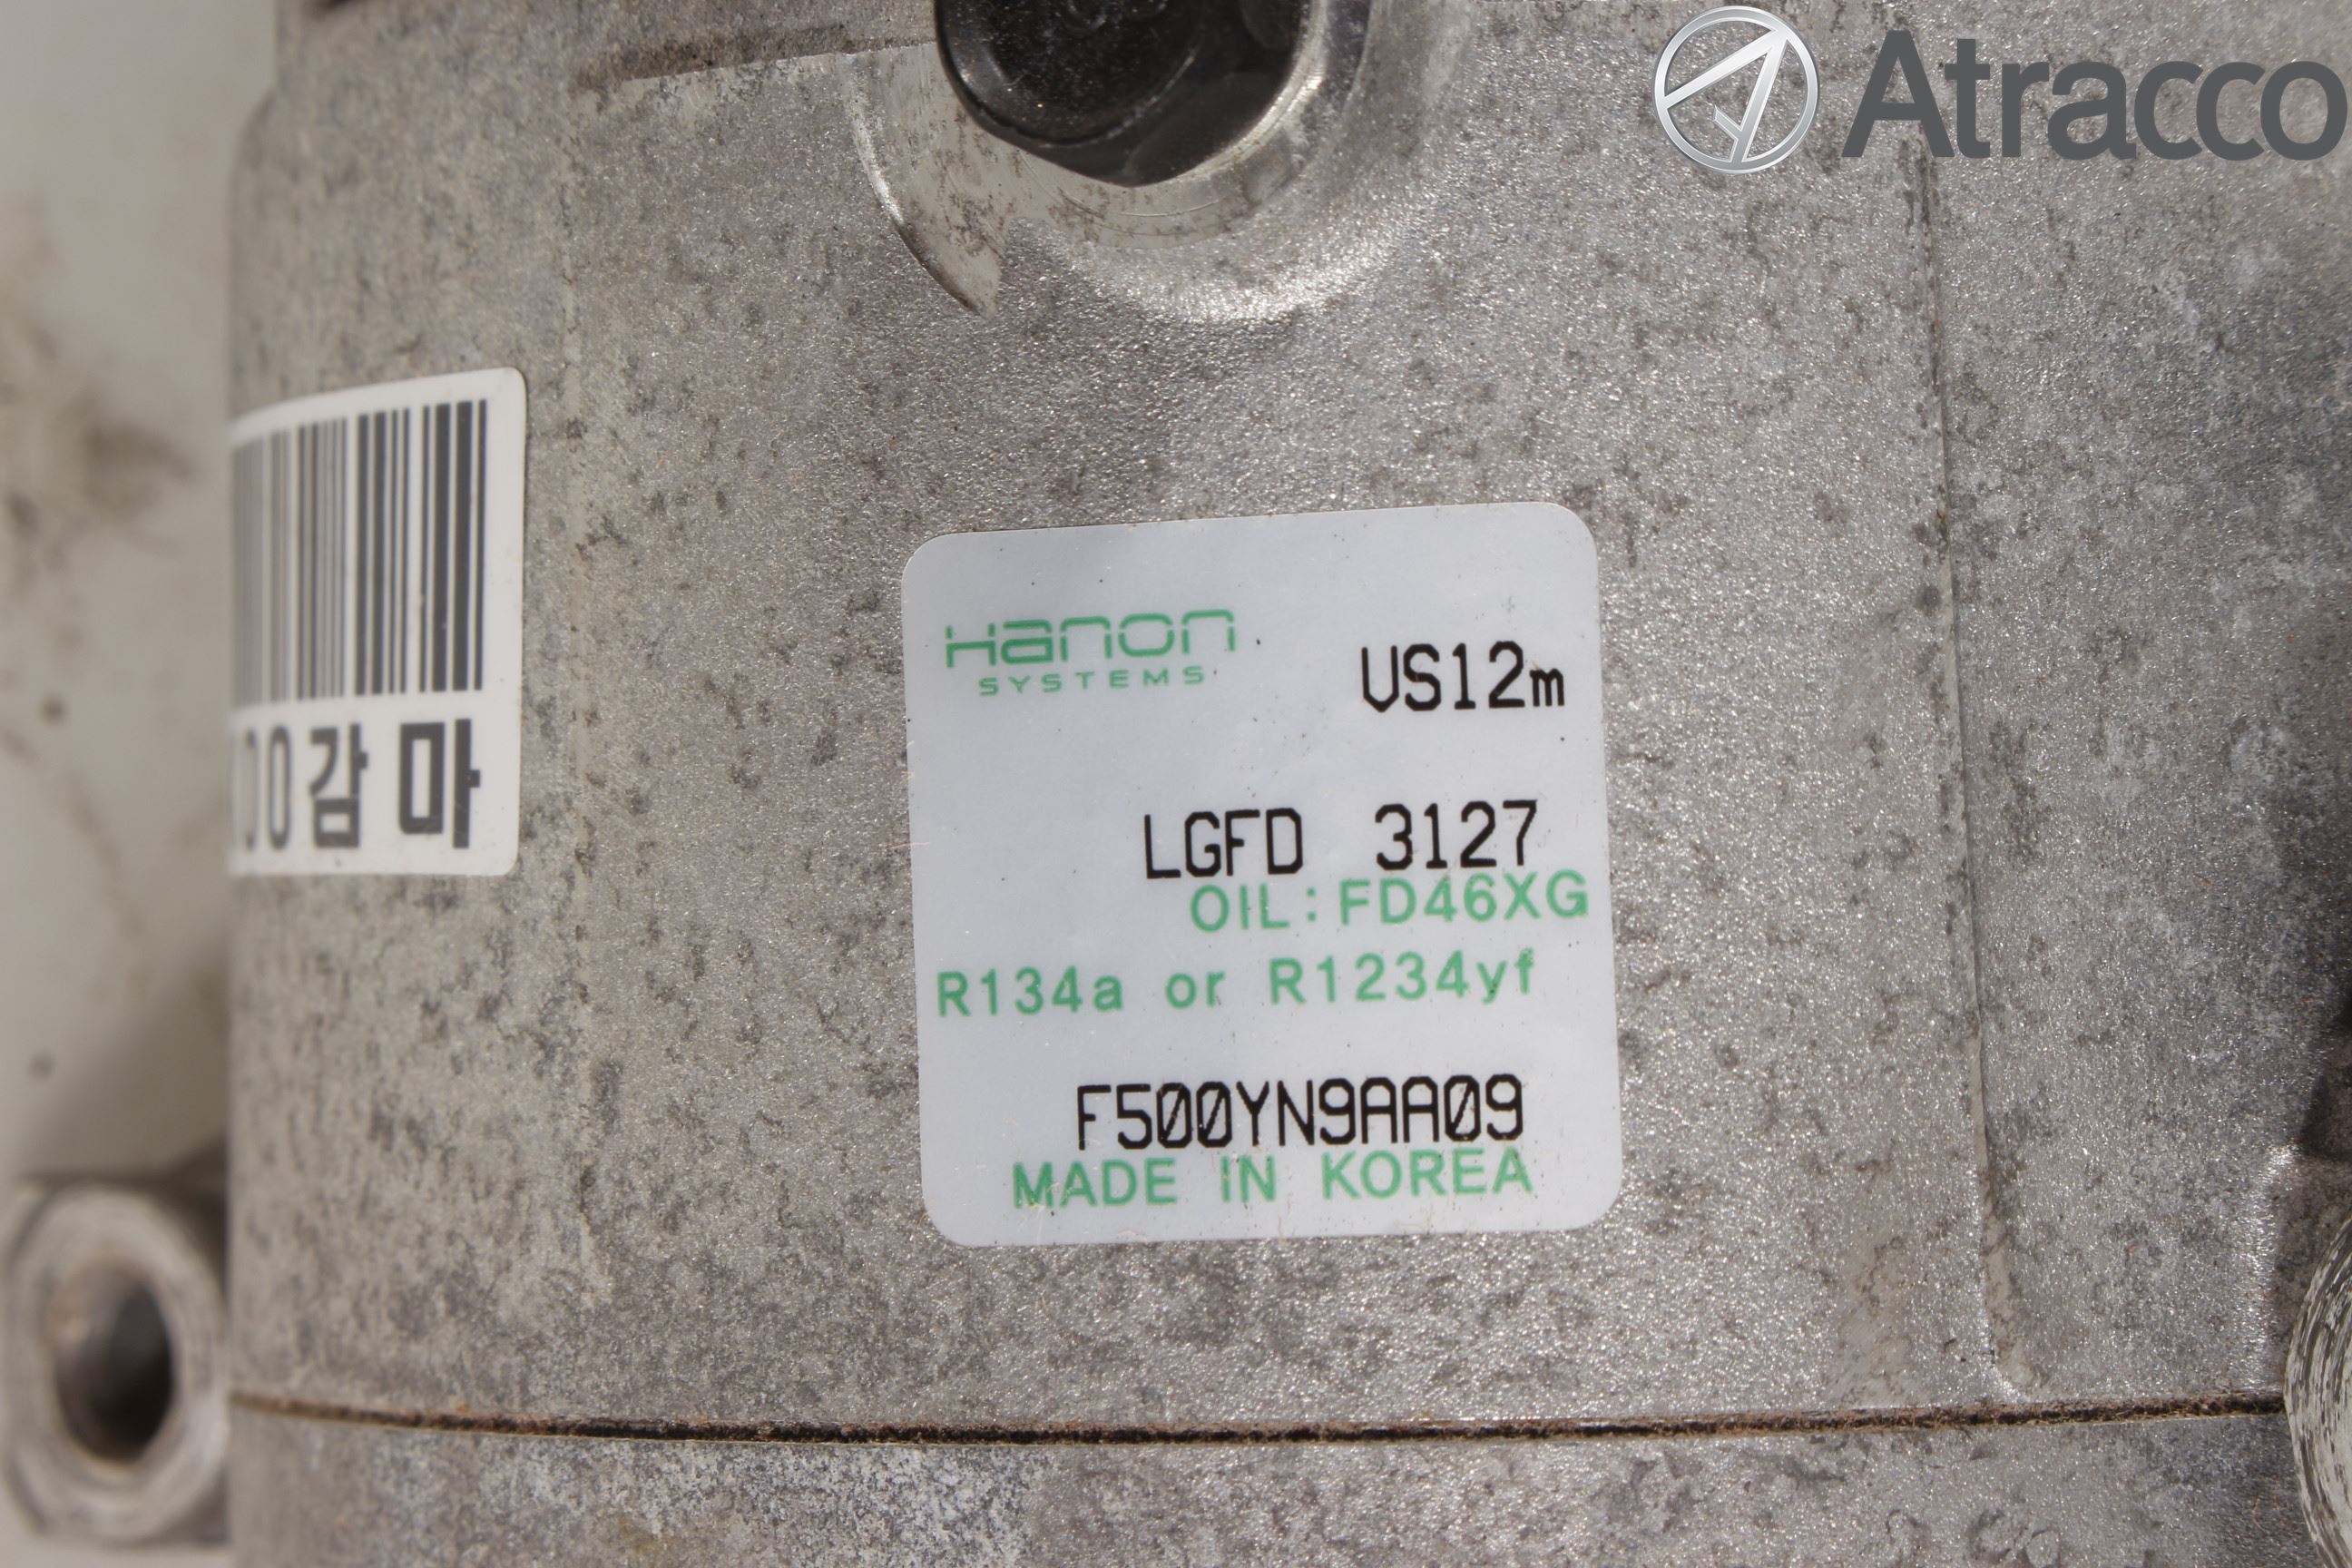 Atracco
Hanon
SYSTEMS
VS12m
LGFD 3127
OIL:FD46XG
R134a or R1234yf
F500YN9AA09
MADE IN KOREA
00감마